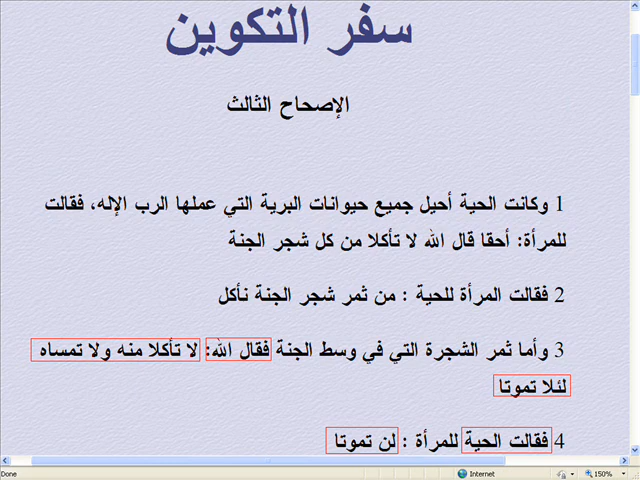 سفر التكوين
الإصحاح الثالث
1 وكانت الحية أحيل جميع حيوانات البرية التي عملها الرب الإله، فقالت
للمرأة: أحقا قال الله لا تأكلا من كل شجر الجنة
2 فقالت المرأة للحية : من ثمر شجر الجنة نأكل
3 وأما ثمر الشجرة التي في وسط الجنة فقال الله: لا تأكلا منه ولا تمساه
لئلا تموتا
4 فقالت الحية للمرأة : لن تموتا
Done Internet 150%